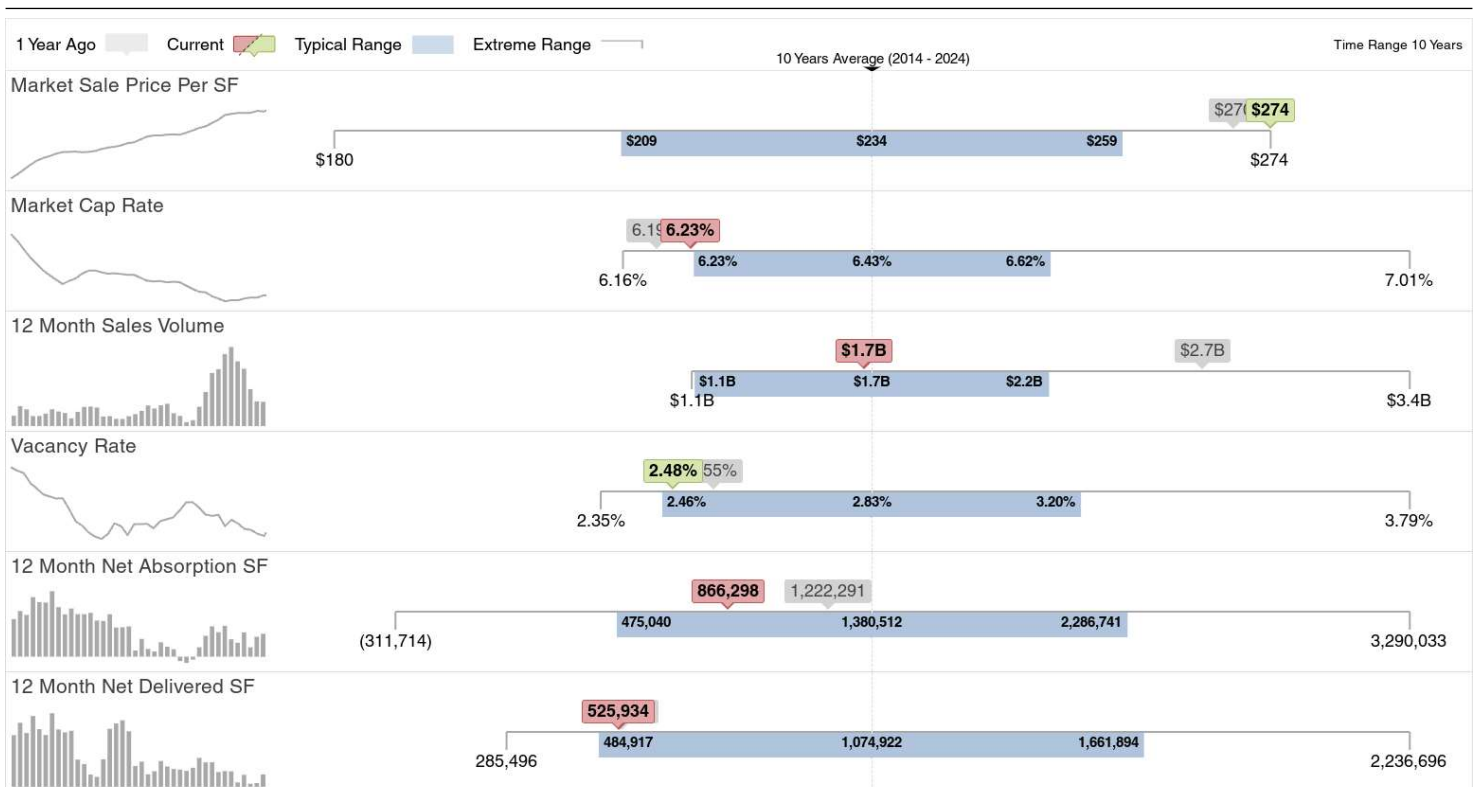 1 Year Ago Current Typical Range Extreme Range 10 Years Average (2014 - 2024) Time Range 10 Years
Market Sale Price Per SF
$274
$209 $234 $259
$180 $274
Market Cap Rate
6.23%
6.23% 6.43% 6.62%
6.16% 7.01%
12 Month Sales Volume
$1.7B $2.7B
$1.1B $1.7B $2.2B
$1.1B $3.4B
Vacancy Rate
2.48% 55%
2.46% 2.83% 3.20%
2.35% 3.79%
12 Month Net Absorption SF
866,298 1,222,291
475,040 1,380,512 2,286,741
(311,714) 3,290,033
12 Month Net Delivered SF
525,934
484,917 1,074,922 1,661,894
285,496 2,236,696